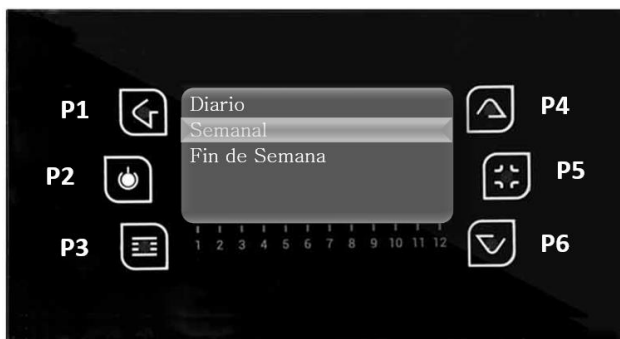 P1
P2
P3
Diario
Semanal
Fin de Semana
1 2 3 4 5 6 7 8 9 10 11 12
P4
P5
P6